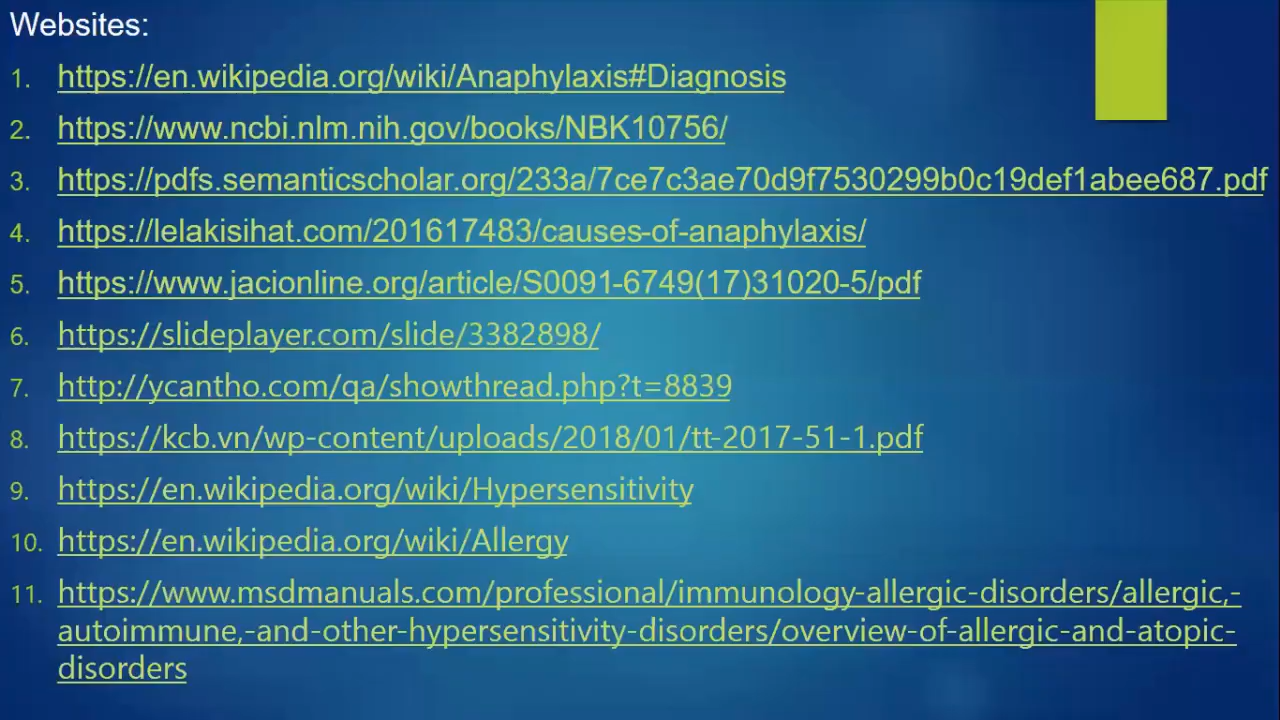 Websites:
1. https://en.wikipedia.org/wiki/Anaphylaxis#Diagnosis
2. https://www.ncbi.nlm.nih.gov/books/NBK10756/
3. https://pdfs.semanticscholar.org/233a/7ce7c3ae70d9f7530299b0c19def1abee687.pdf
4. https://lelakisihat.com/201617483/causes-of-anaphylaxis/
5. https://www.jacionline.org/article/S0091-6749(17)31020-5/pdf
6. https://slideplayer.com/slide/3382898/
7. http://ycantho.com/qa/showthread.php?t=8839
8. https://kcb.vn/wp-content/uploads/2018/01/tt-2017-51-1.pdf
9. https://en.wikipedia.org/wiki/Hypersensitivity
10. https://en.wikipedia.org/wiki/Allergy
11. https://www.msdmanuals.com/professional/immunology-allergic-disorders/allergic,-
autoimmune,-and-other-hypersensitivity-disorders/overview-of-allergic-and-atopic-
disorders